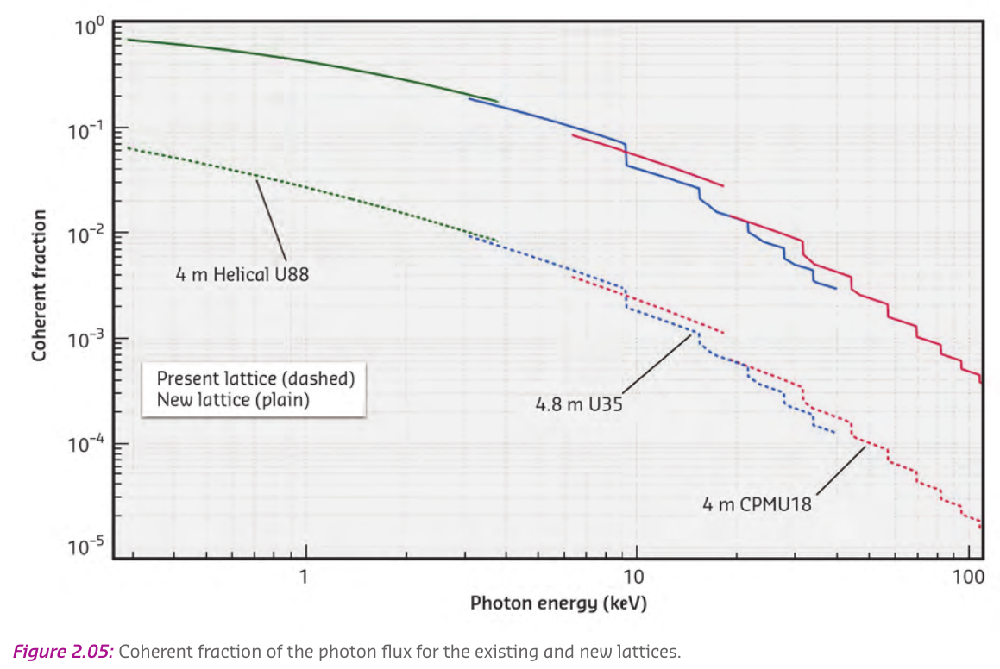 10⁰
10⁻¹
10⁻²
10⁻³
10⁻⁴
10⁻⁵
Coherent fraction
4 m Helical U88
Present lattice (dashed)
New lattice (plain)
4.8 m U35
4 m CPMU18
1
10
100
Photon energy (keV)
Figure 2.05: Coherent fraction of the photon flux for the existing and new lattices.